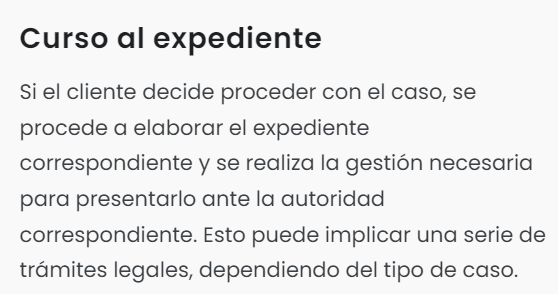 Curso al expediente
Si el cliente decide proceder con el caso, se
procede a elaborar el expediente
correspondiente y se realiza la gestión necesaria
para presentarlo ante la autoridad
correspondiente. Esto puede implicar una serie de
trámites legales, dependiendo del tipo de caso.